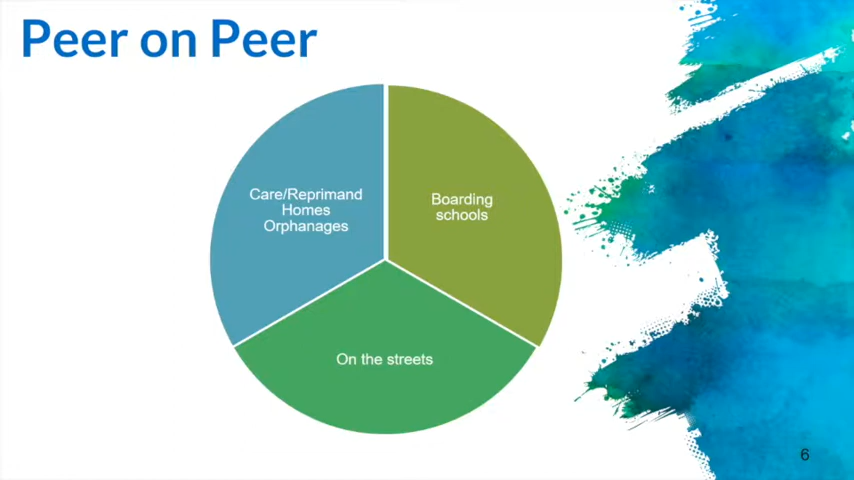 Peer on Peer
Care/Reprimand
Homes
Orphanages
Boarding
schools
On the streets
6